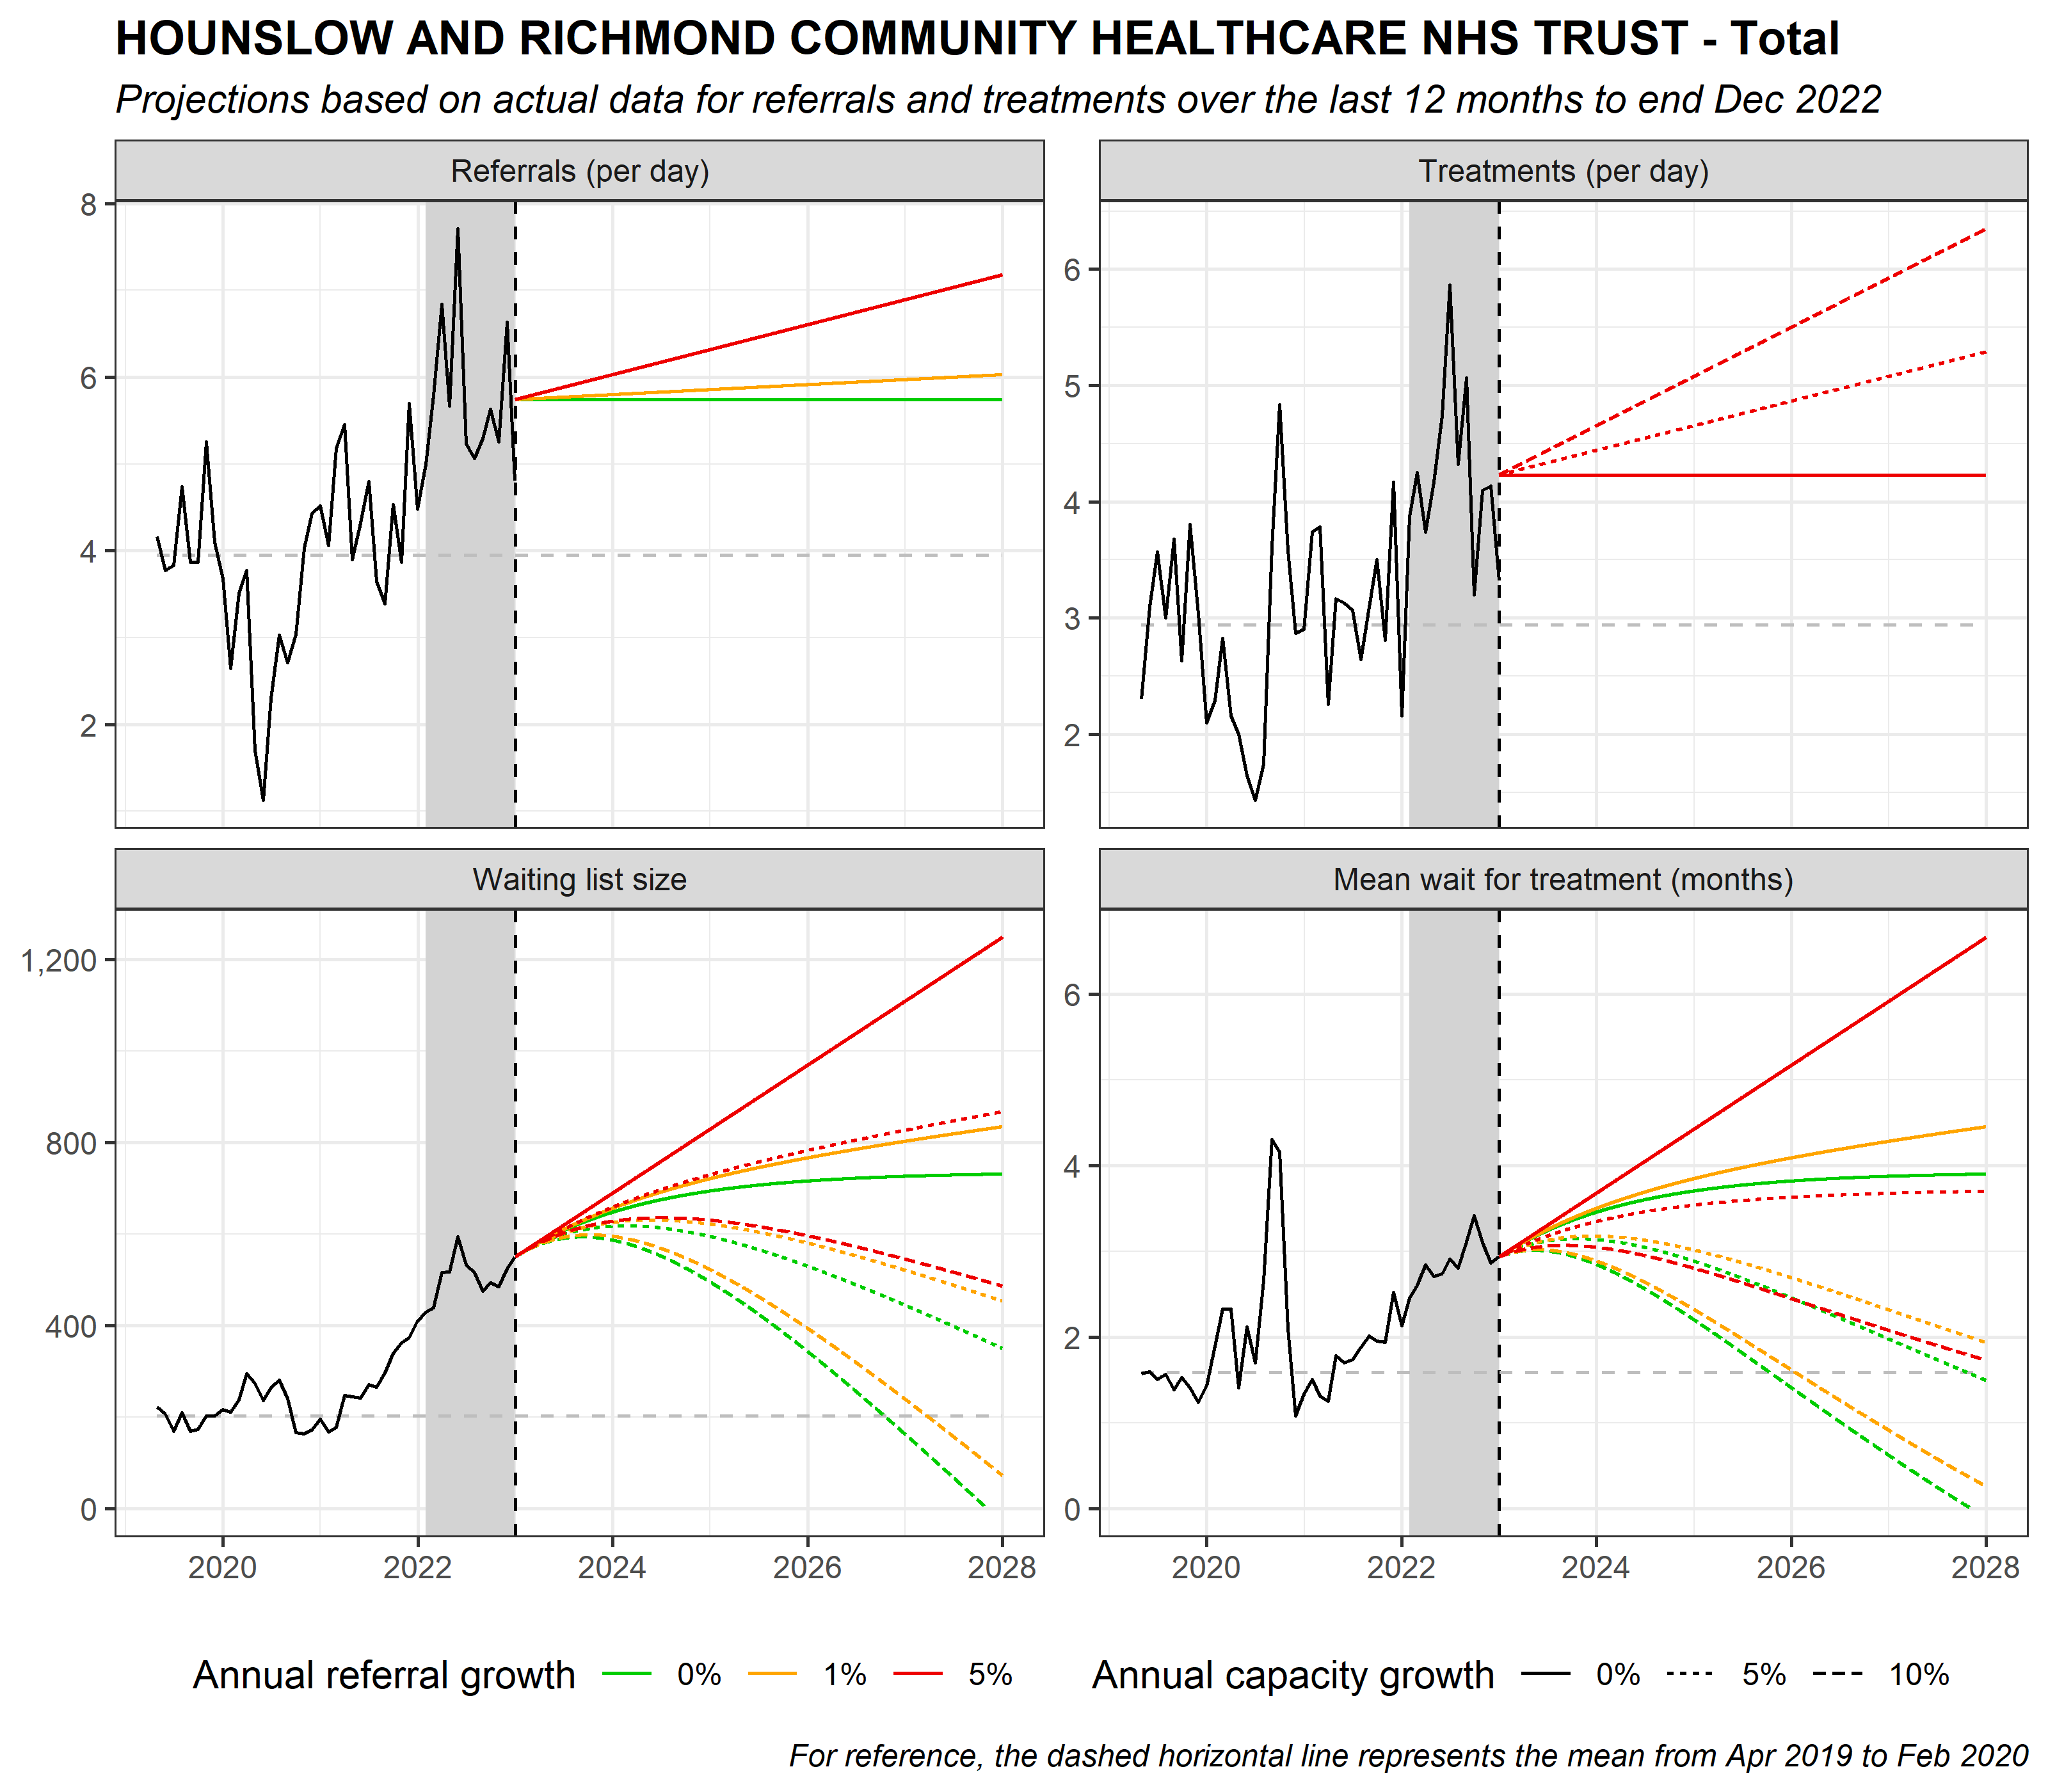 HOUNSLOW AND RICHMOND COMMUNITY HEALTHCARE NHS TRUST - Total
Projections based on actual data for referrals and treatments over the last 12 months to end Dec 2022
Referrals (per day)
8
6
4
2
Treatments (per day)
6
5
4
3
2
Waiting list size
1,200
800
400
0
2020 2022 2024 2026 2028
Mean wait for treatment (months)
6
4
2
0
2020 2022 2024 2026 2028
Annual referral growth 0% 1% 5%
Annual capacity growth 0% 5% 10%
For reference, the dashed horizontal line represents the mean from Apr 2019 to Feb 2020